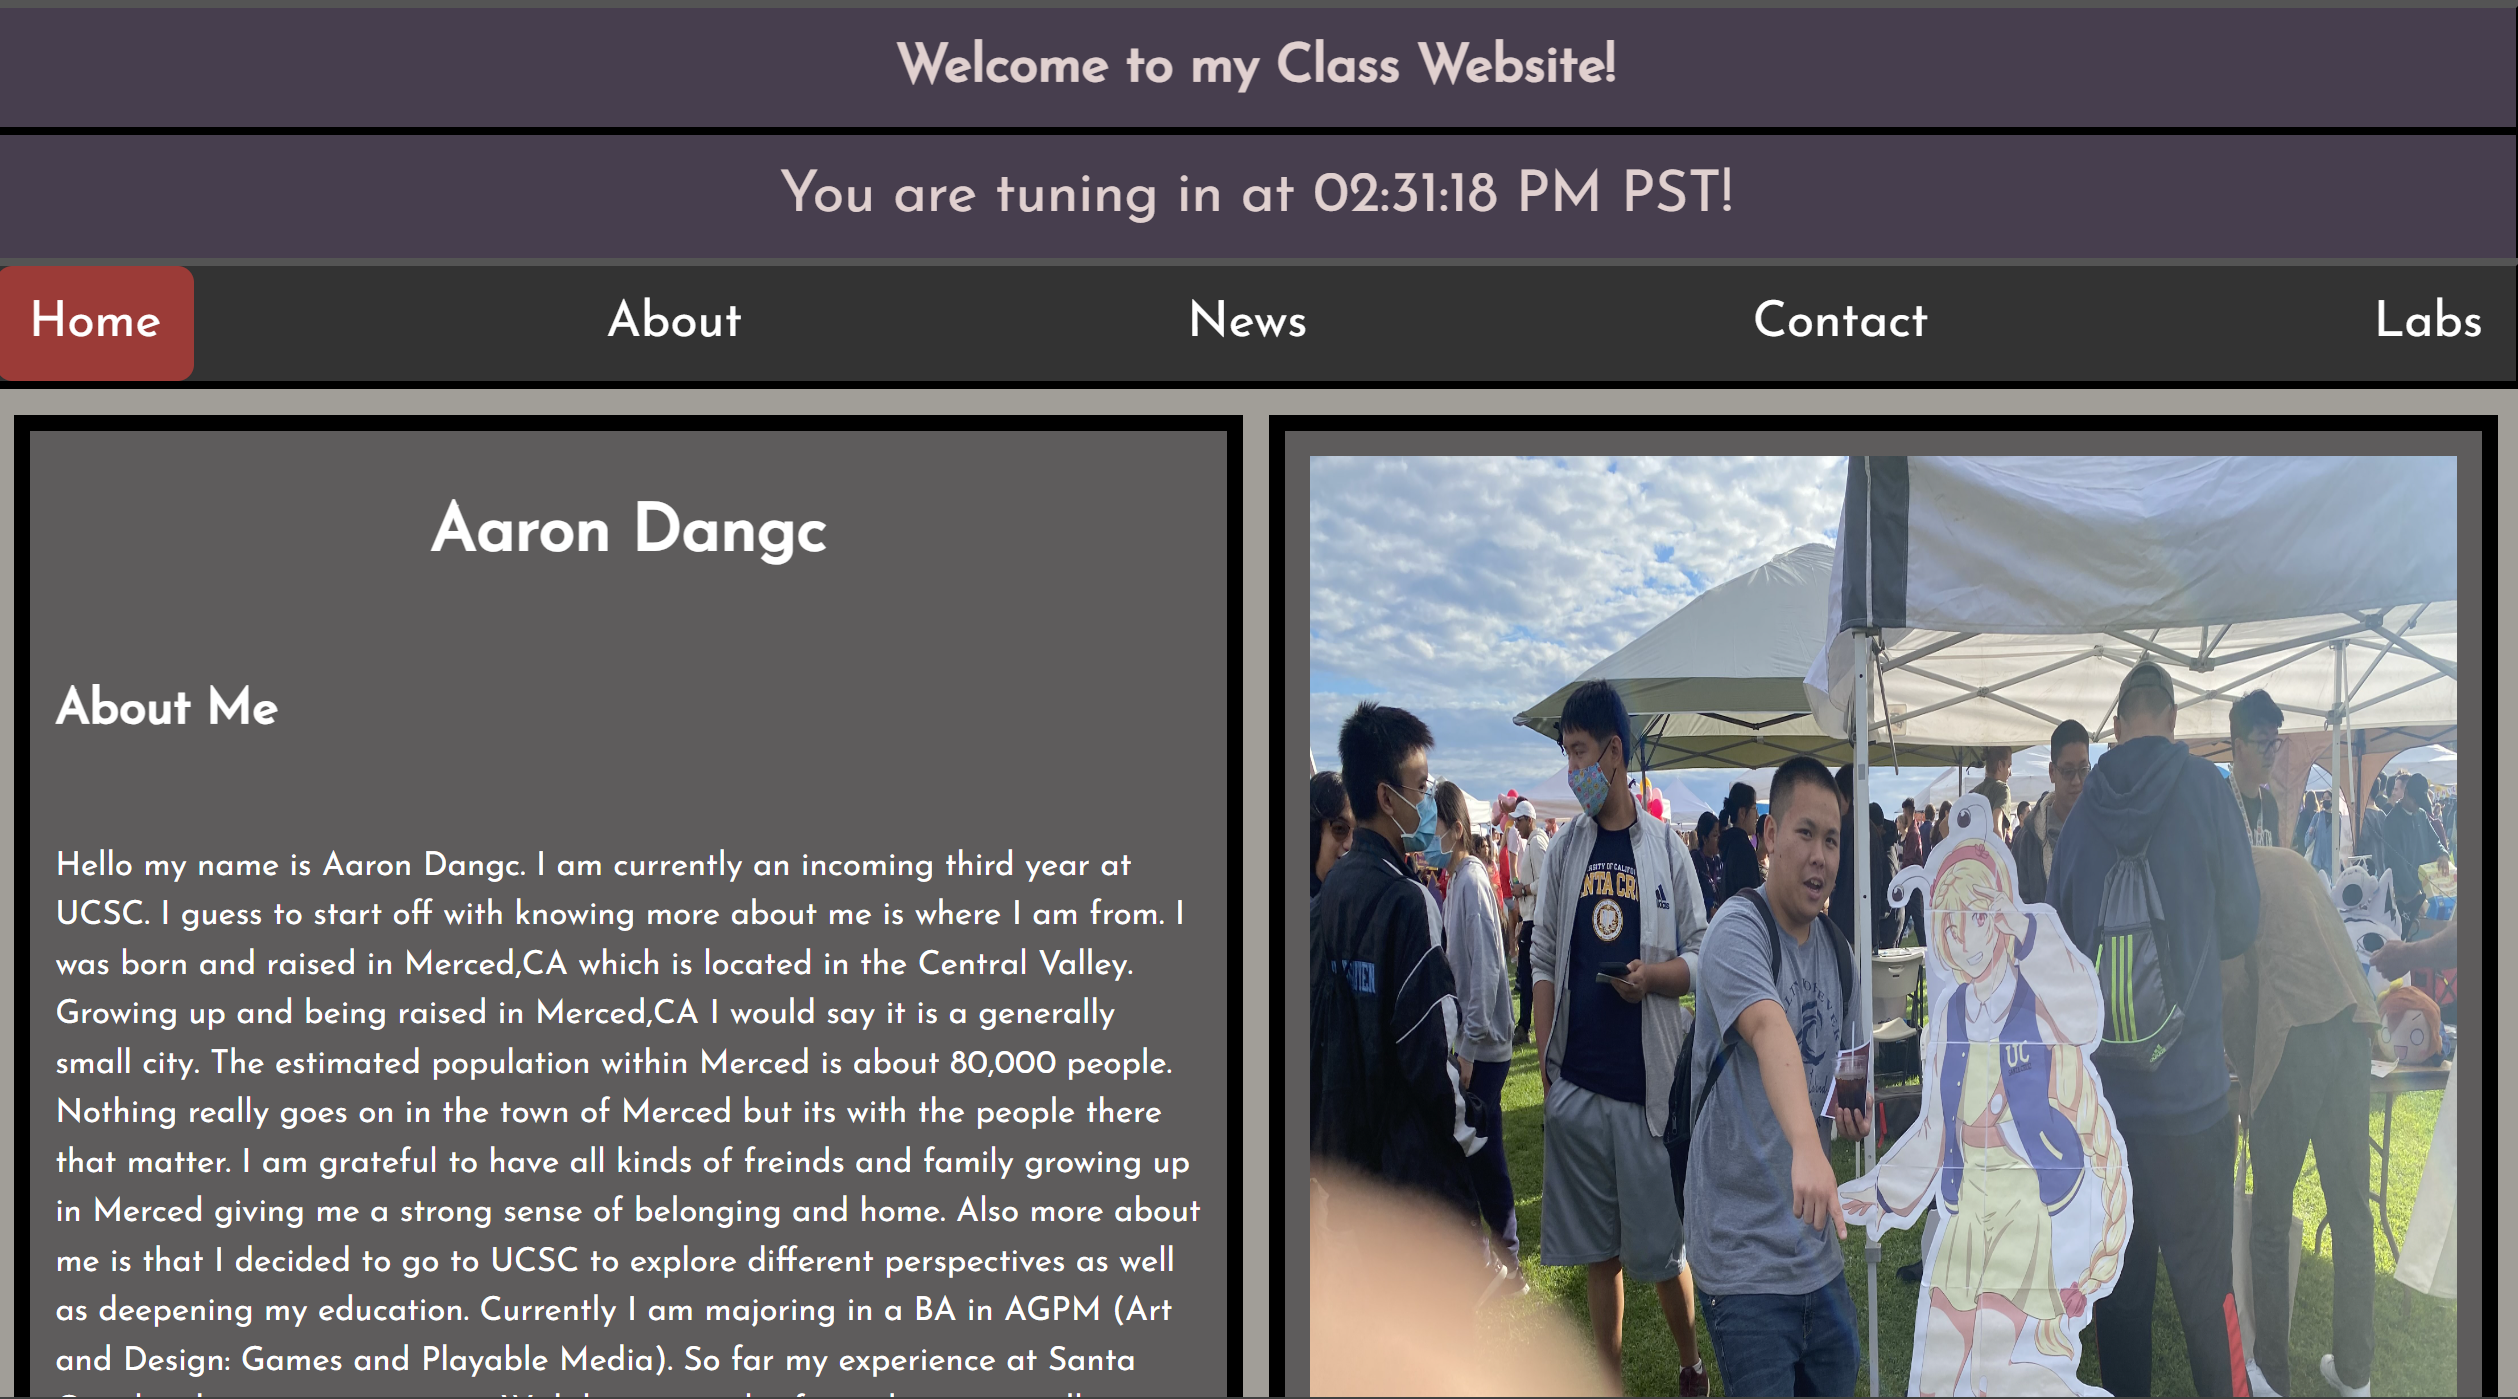 Welcome to my Class Website!
You are tuning in at 02:31:18 PM PST!
Home About News Contact Labs
Aaron Dangc
About Me
Hello my name is Aaron Dangc. I am currently an incoming third year at
UCSC. I guess to start off with knowing more about me is where I am from. I
was born and raised in Merced,CA which is located in the Central Valley.
Growing up and being raised in Merced,CA I would say it is a generally
small city. The estimated population within Merced is about 80,000 people.
Nothing really goes on in the town of Merced but its with the people there
that matter. I am grateful to have all kinds of freinds and family growing up
in Merced giving me a strong sense of belonging and home. Also more about
me is that I decided to go to UCSC to explore different perspectives as well
as deepening my education. Currently I am majoring in a BA in AGPM (Art
and Design: Games and Playable Media). So far my experience at Santa
adidas
UC